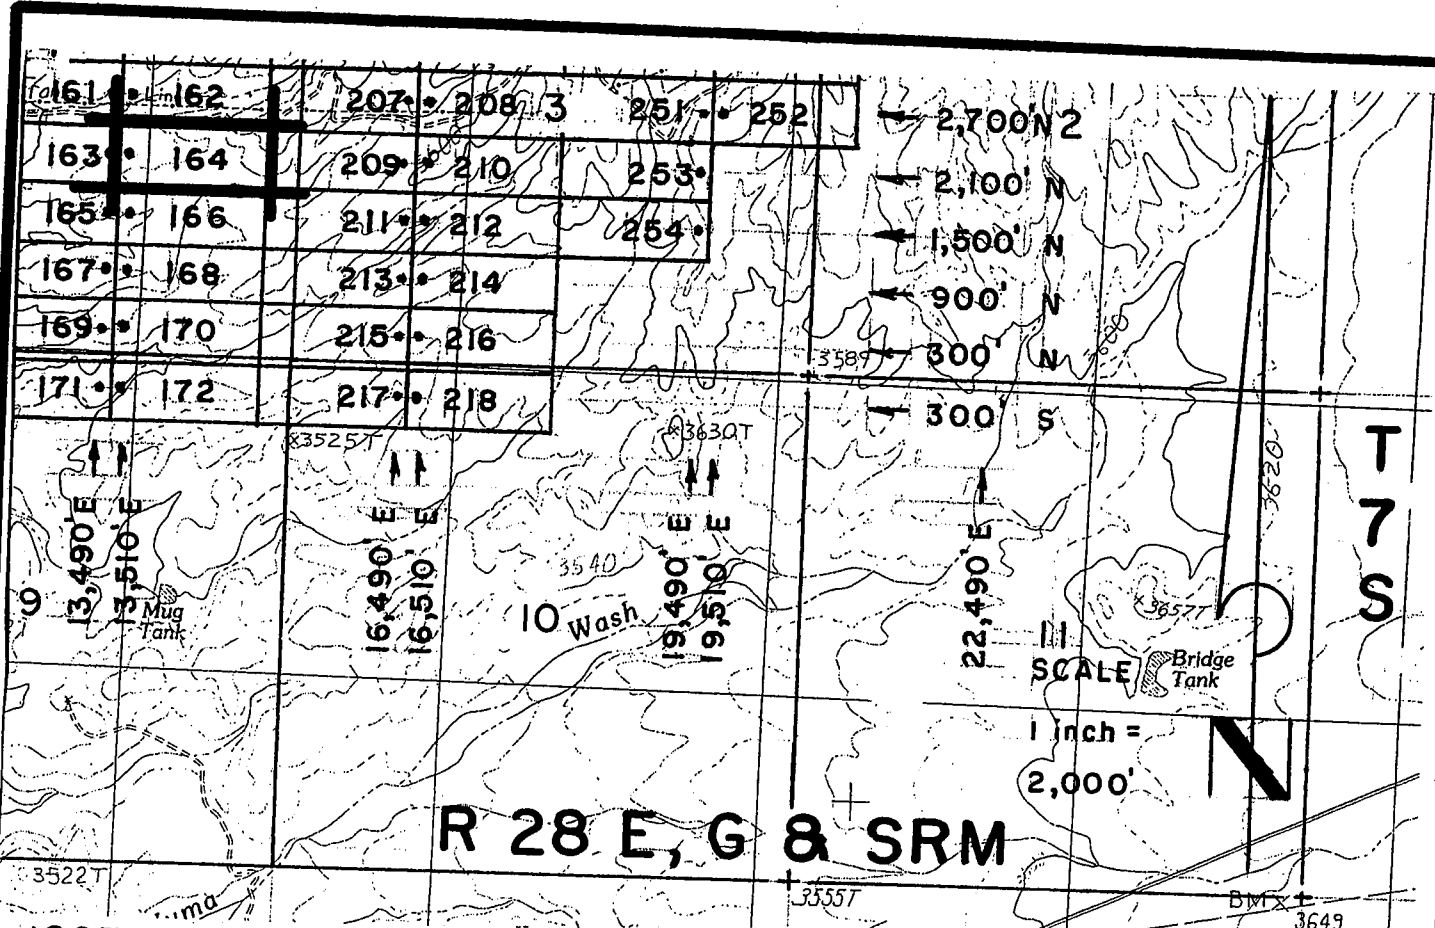 161 162 207 208 3 251 252 2,700' N 2
163 164 209 210 253 2,100' N
165 166 211 212 254 1,500' N
167 168 213 214 900' N
169 170 215 216 300' N
3589
171 172 217 218 300' S
x3525T x3630T
3600
3620
T
7
S
13,490' E
13,510' E
16,490' E
16,510' E
19,490' E
19,510' E
22,490' E
3540
9 Mug
Tank
10 Wash
x3657T
11
SCALE
Bridge
Tank
1 inch =
2,000'
N
R 28 E, G & SRM
3522T
3555T
BM x
3649